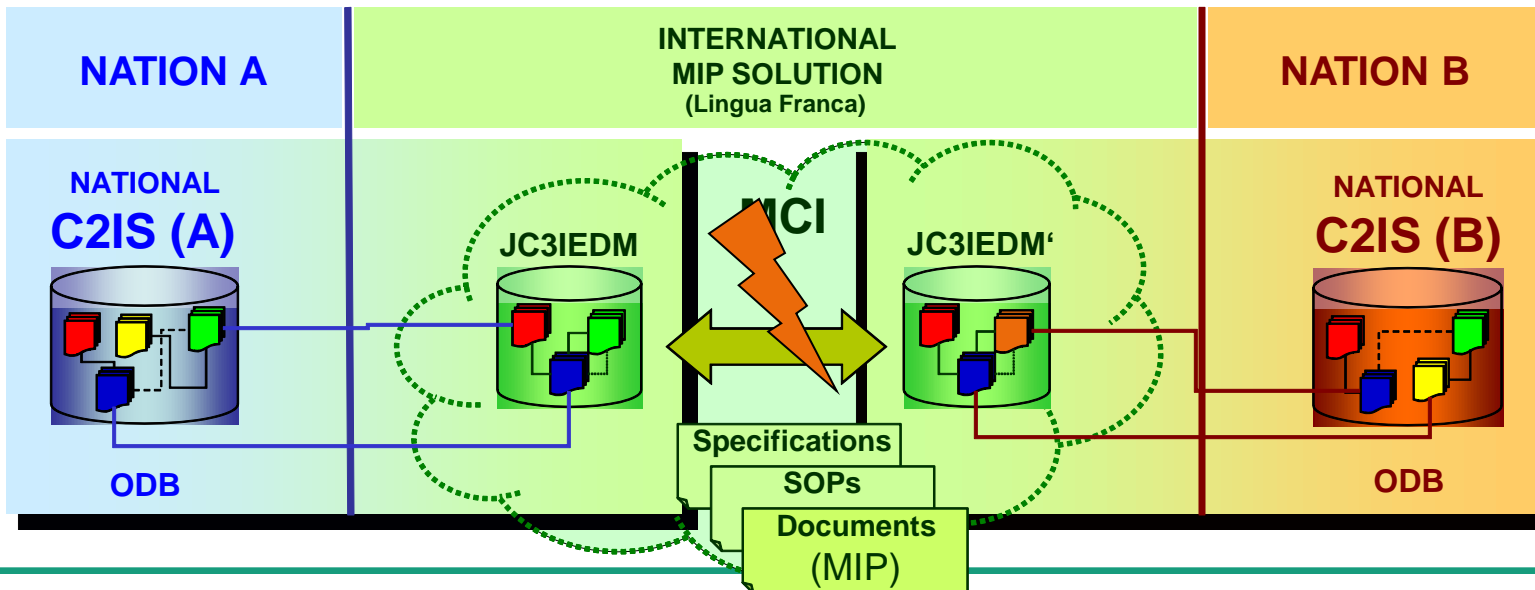 NATION A
INTERNATIONAL
MIP SOLUTION
(Lingua Franca)
NATION B
NATIONAL
C2IS (A)
JC3IEDM
MCI
JC3IEDM‘
NATIONAL
C2IS (B)
ODB
Specifications
SOPs
Documents
(MIP)
ODB